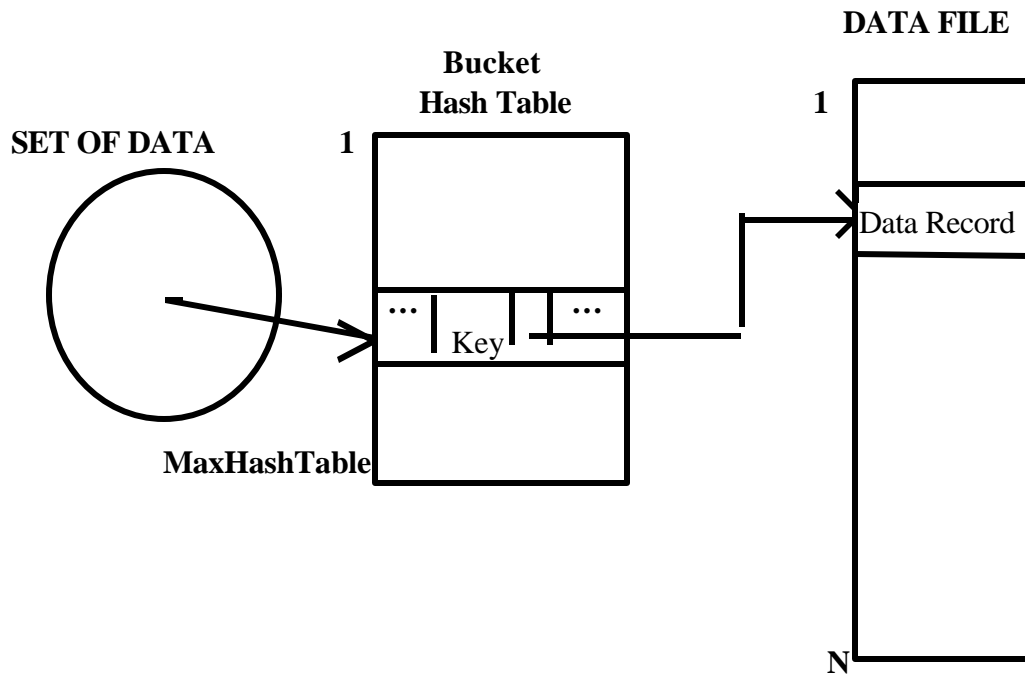 DATA FILE
Bucket
Hash Table
1
1
SET OF DATA
Data Record
...
...
Key
MaxHashTable
N